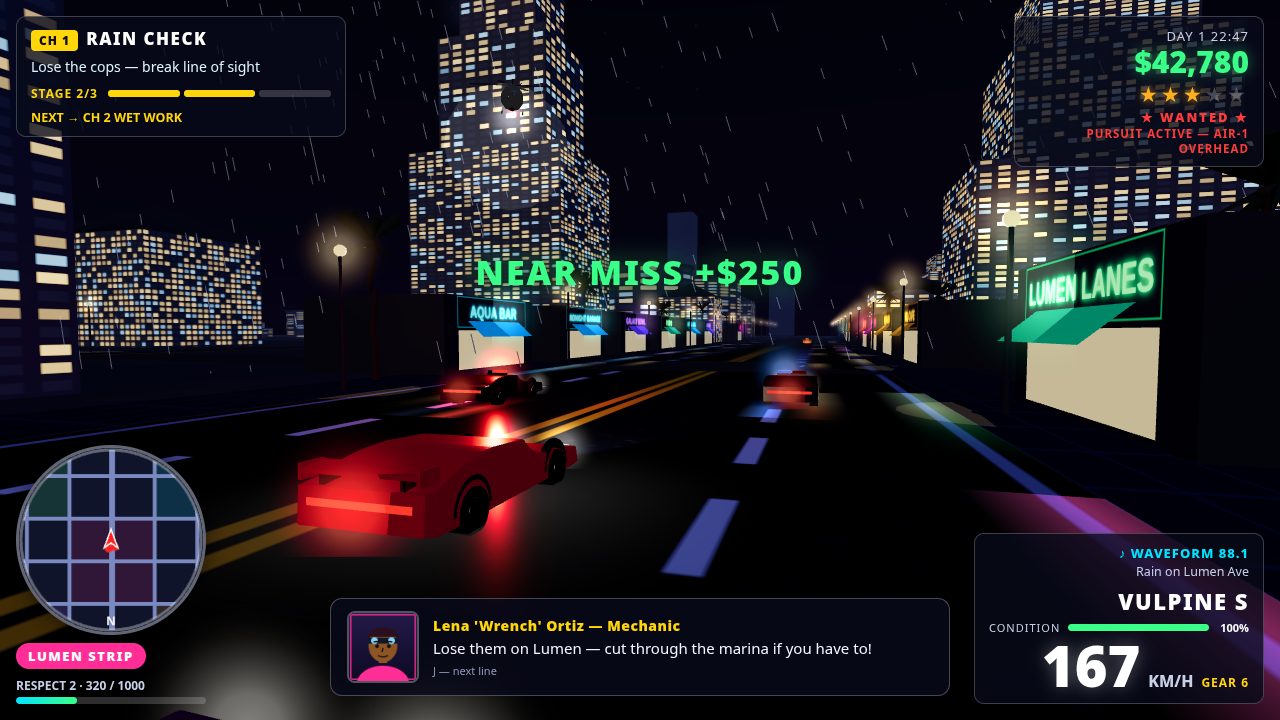 CH 1 RAIN CHECK
Lose the cops — break line of sight
STAGE 2/3
NEXT → CH 2 WET WORK
DAY 1 22:47
$42,780
★★★★★
★ WANTED ★
PURSUIT ACTIVE — AIR-1
OVERHEAD
NEAR MISS +$250
AQUA BAR
LUMEN LANES
N
LUMEN STRIP
RESPECT 2 · 320 / 1000
Lena 'Wrench' Ortiz — Mechanic
Lose them on Lumen — cut through the marina if you have to!
J — next line
♪ WAVEFORM 88.1
Rain on Lumen Ave
VULPINE S
CONDITION 100%
167 KM/H GEAR 6